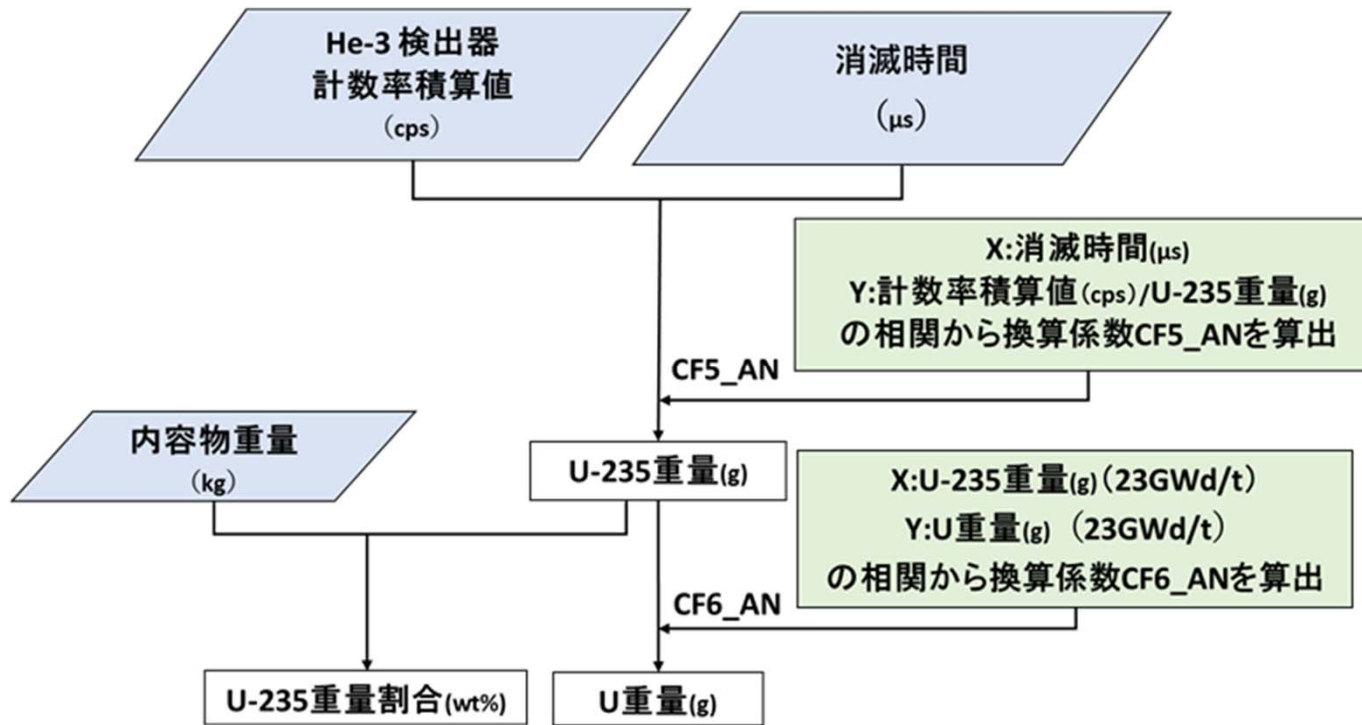 He-3 検出器
計数率積算値
（cps）
消滅時間
（μs）
X:消滅時間(μs)
Y:計数率積算値（cps）/U-235重量(g)
の相関から換算係数CF5_ANを算出
CF5_AN
内容物重量
（kg）
U-235重量(g)
X:U-235重量(g)（23GWd/t）
Y:U重量(g)（23GWd/t）
の相関から換算係数CF6_ANを算出
CF6_AN
U-235重量割合(wt%)
U重量(g)